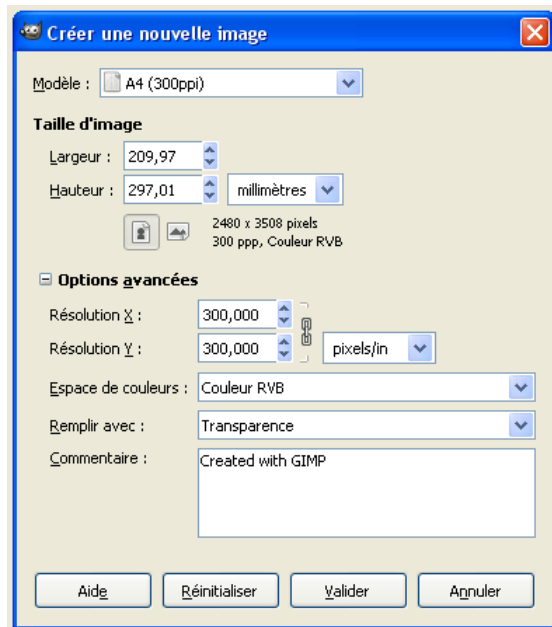 Créer une nouvelle image
Modèle : A4 (300ppi)
Taille d'image
Largeur : 209,97
Hauteur : 297,01 millimètres
2480 x 3508 pixels
300 ppp, Couleur RVB
Options avancées
Résolution X : 300,000
Résolution Y : 300,000 pixels/in
Espace de couleurs : Couleur RVB
Remplir avec : Transparence
Commentaire : Created with GIMP
Aide Réinitialiser Valider Annuler